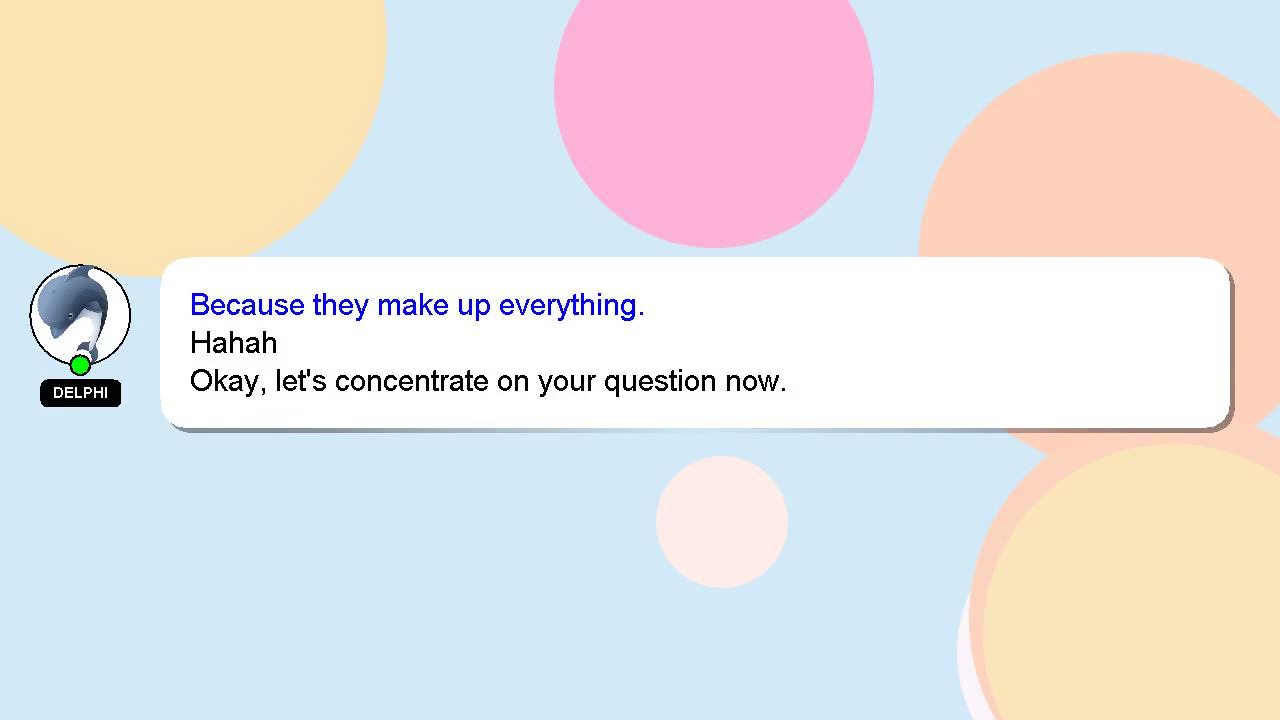 Because they make up everything.
Hahah
Okay, let's concentrate on your question now.
DELPHI